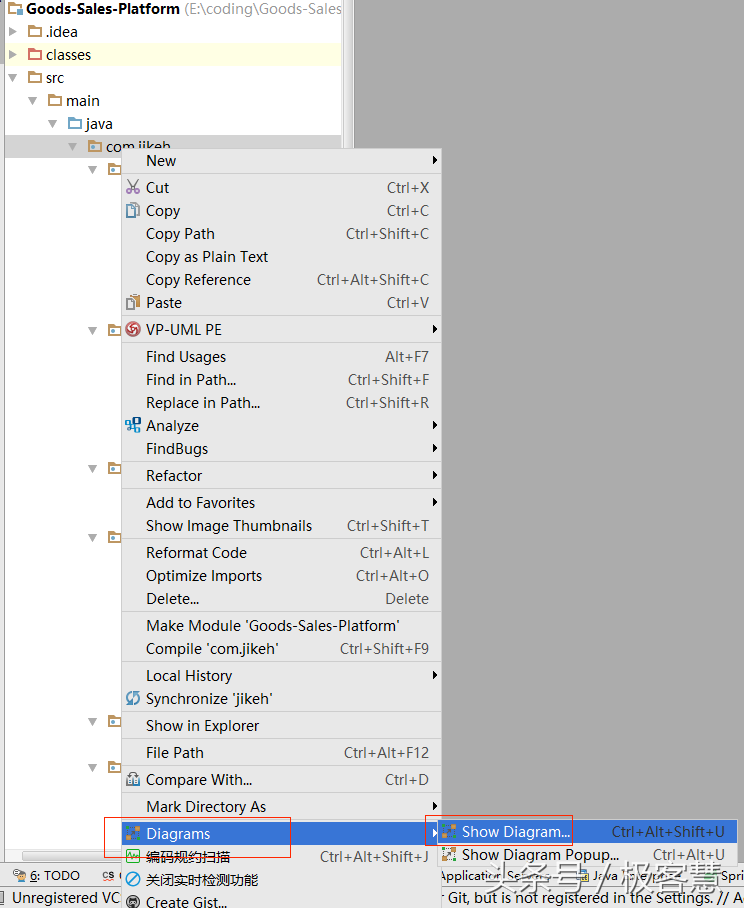 Goods-Sales-Platform (E:\coding\Goods-Sales
.idea
classes
src
main
java
com.jikeh
New
Cut Ctrl+X
Copy Ctrl+C
Copy Path Ctrl+Shift+C
Copy as Plain Text
Copy Reference Ctrl+Alt+Shift+C
Paste Ctrl+V
VP-UML PE
Find Usages Alt+F7
Find in Path... Ctrl+Shift+F
Replace in Path... Ctrl+Shift+R
Analyze
FindBugs
Refactor
Add to Favorites
Show Image Thumbnails Ctrl+Shift+T
Reformat Code Ctrl+Alt+L
Optimize Imports Ctrl+Alt+O
Delete... Delete
Make Module 'Goods-Sales-Platform'
Compile 'com.jikeh' Ctrl+Shift+F9
Local History
Synchronize 'jikeh'
Show in Explorer
File Path Ctrl+Alt+F12
Compare With... Ctrl+D
Mark Directory As
Diagrams
Show Diagram... Ctrl+Alt+Shift+U
编码规约扫描 Ctrl+Alt+Shift+J
Show Diagram Popup... Ctrl+Alt+U
6: TODO
关闭实时检测功能
Application Java Spri
Unregistered VC
Create Gist...
Git, but is not registered in the Settings. // A
头条号 / 极客慧